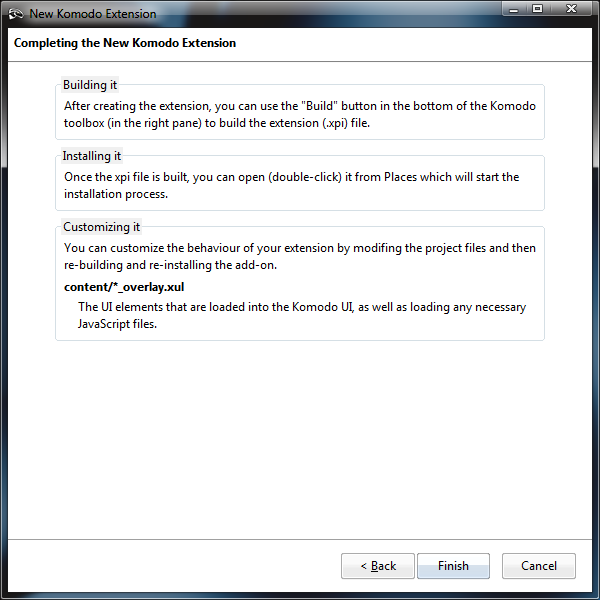 New Komodo Extension
Completing the New Komodo Extension
Building it
After creating the extension, you can use the "Build" button in the bottom of the Komodo
toolbox (in the right pane) to build the extension (.xpi) file.
Installing it
Once the xpi file is built, you can open (double-click) it from Places which will start the
installation process.
Customizing it
You can customize the behaviour of your extension by modifing the project files and then
re-building and re-installing the add-on.
content/*_overlay.xul
The UI elements that are loaded into the Komodo UI, as well as loading any necessary
JavaScript files.
< Back Finish Cancel